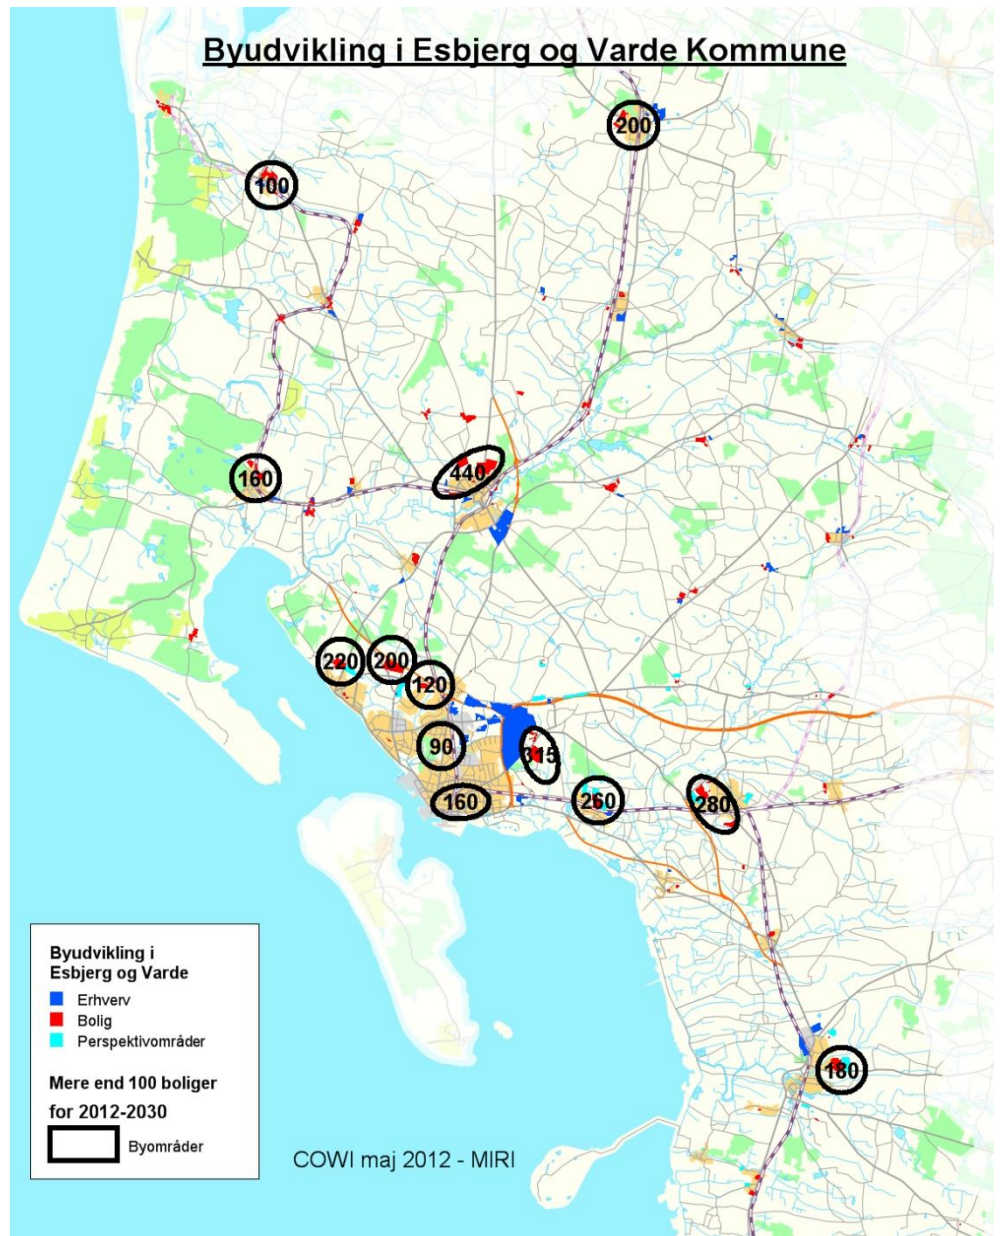 Byudvikling i Esbjerg og Varde Kommune
200
100
160
440
220
200
120
90
315
160
260
280
180
Byudvikling i
Esbjerg og Varde
Erhverv
Bolig
Perspektivområder
Mere end 100 boliger
for 2012-2030
Byområder
COWI maj 2012 - MIRI